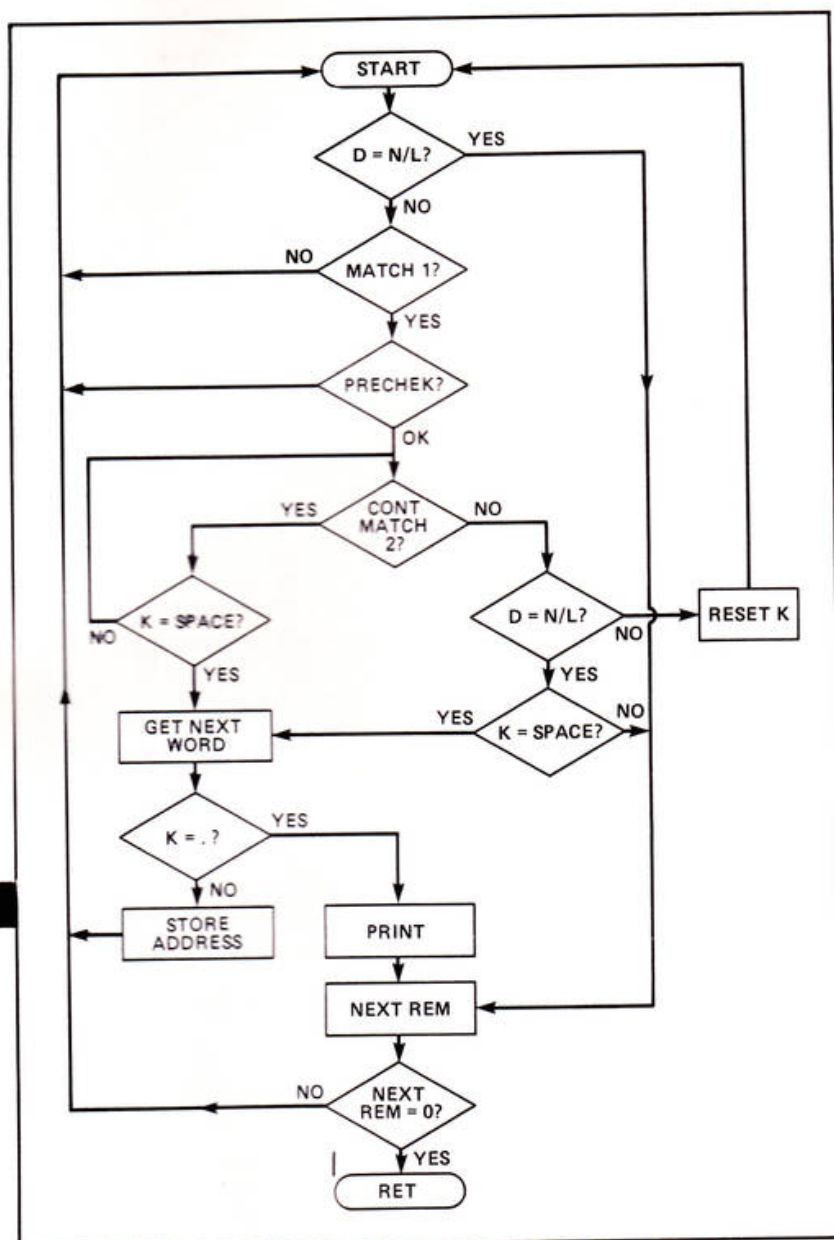 START
D = N/L?
YES
NO
MATCH 1?
NO
YES
PRECHEK?
OK
CONT
MATCH
2?
YES
NO
K = SPACE?
NO
YES
D = N/L?
NO
YES
RESET K
K = SPACE?
YES
NO
GET NEXT
WORD
K = . ?
YES
NO
STORE
ADDRESS
PRINT
NEXT REM
NEXT
REM = 0?
NO
YES
RET